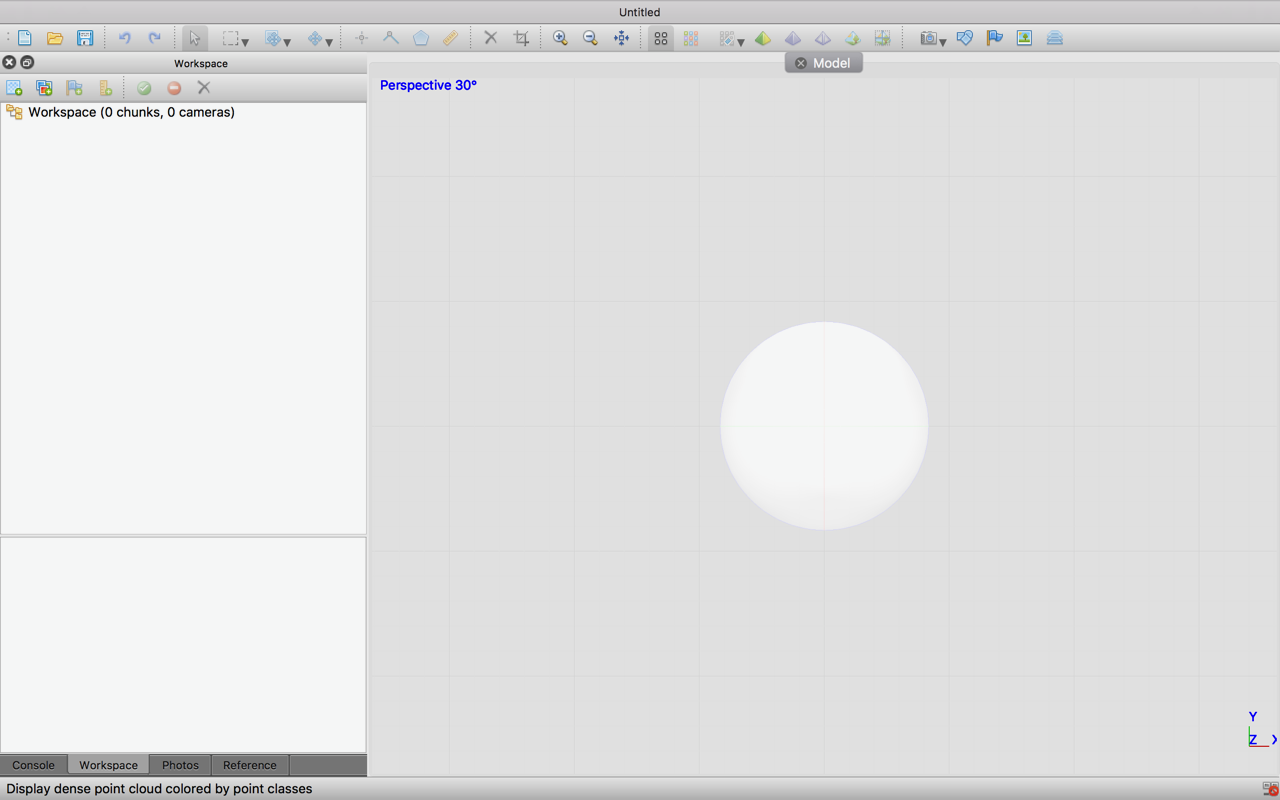 Untitled
Workspace
Model
Perspective 30°
Workspace (0 chunks, 0 cameras)
Y
Z X
Console Workspace Photos Reference
Display dense point cloud colored by point classes